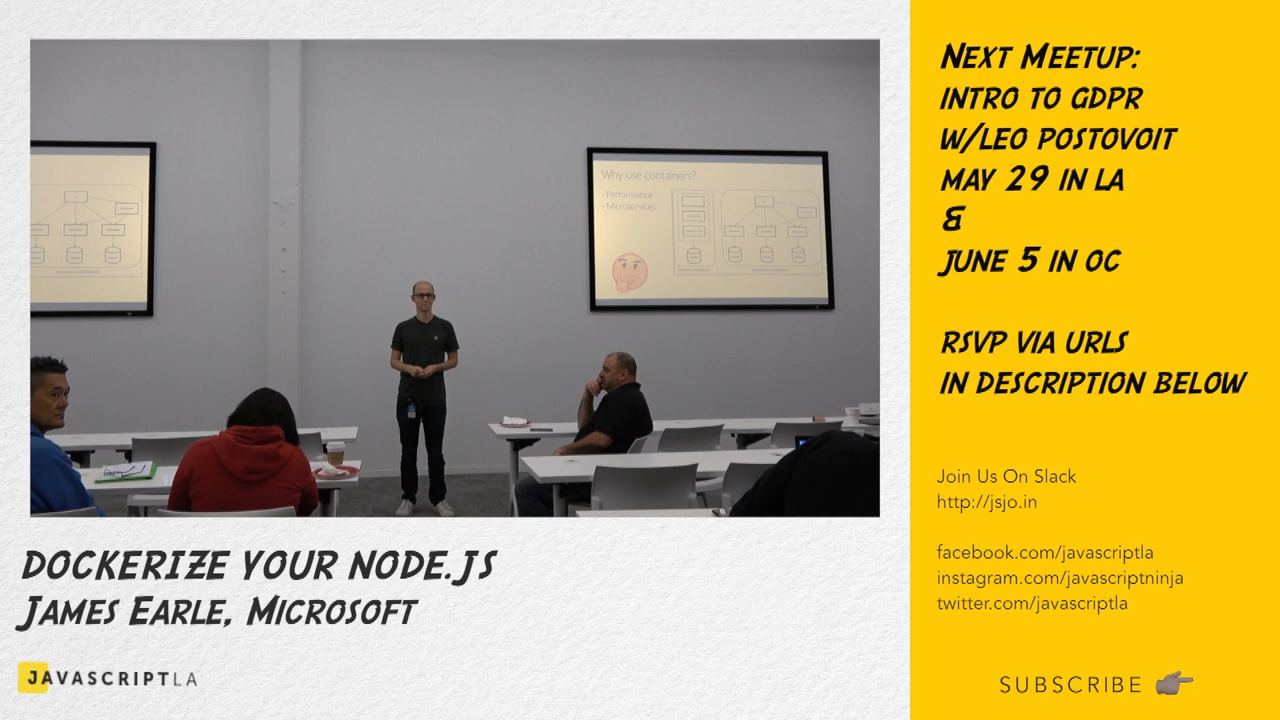 Next Meetup:
INTRO TO GDPR
W/LEO POSTOVOIT
MAY 29 IN LA
&
JUNE 5 IN OC
RSVP VIA URLS
IN DESCRIPTION BELOW
Join Us On Slack
http://jsjo.in
facebook.com/javascriptla
instagram.com/javascriptninja
twitter.com/javascriptla
SUBSCRIBE
Why use containers?
• Performance
• Microservices
DOCKERIZE YOUR NODE.JS
James Earle, Microsoft
JAVASCRIPTLA